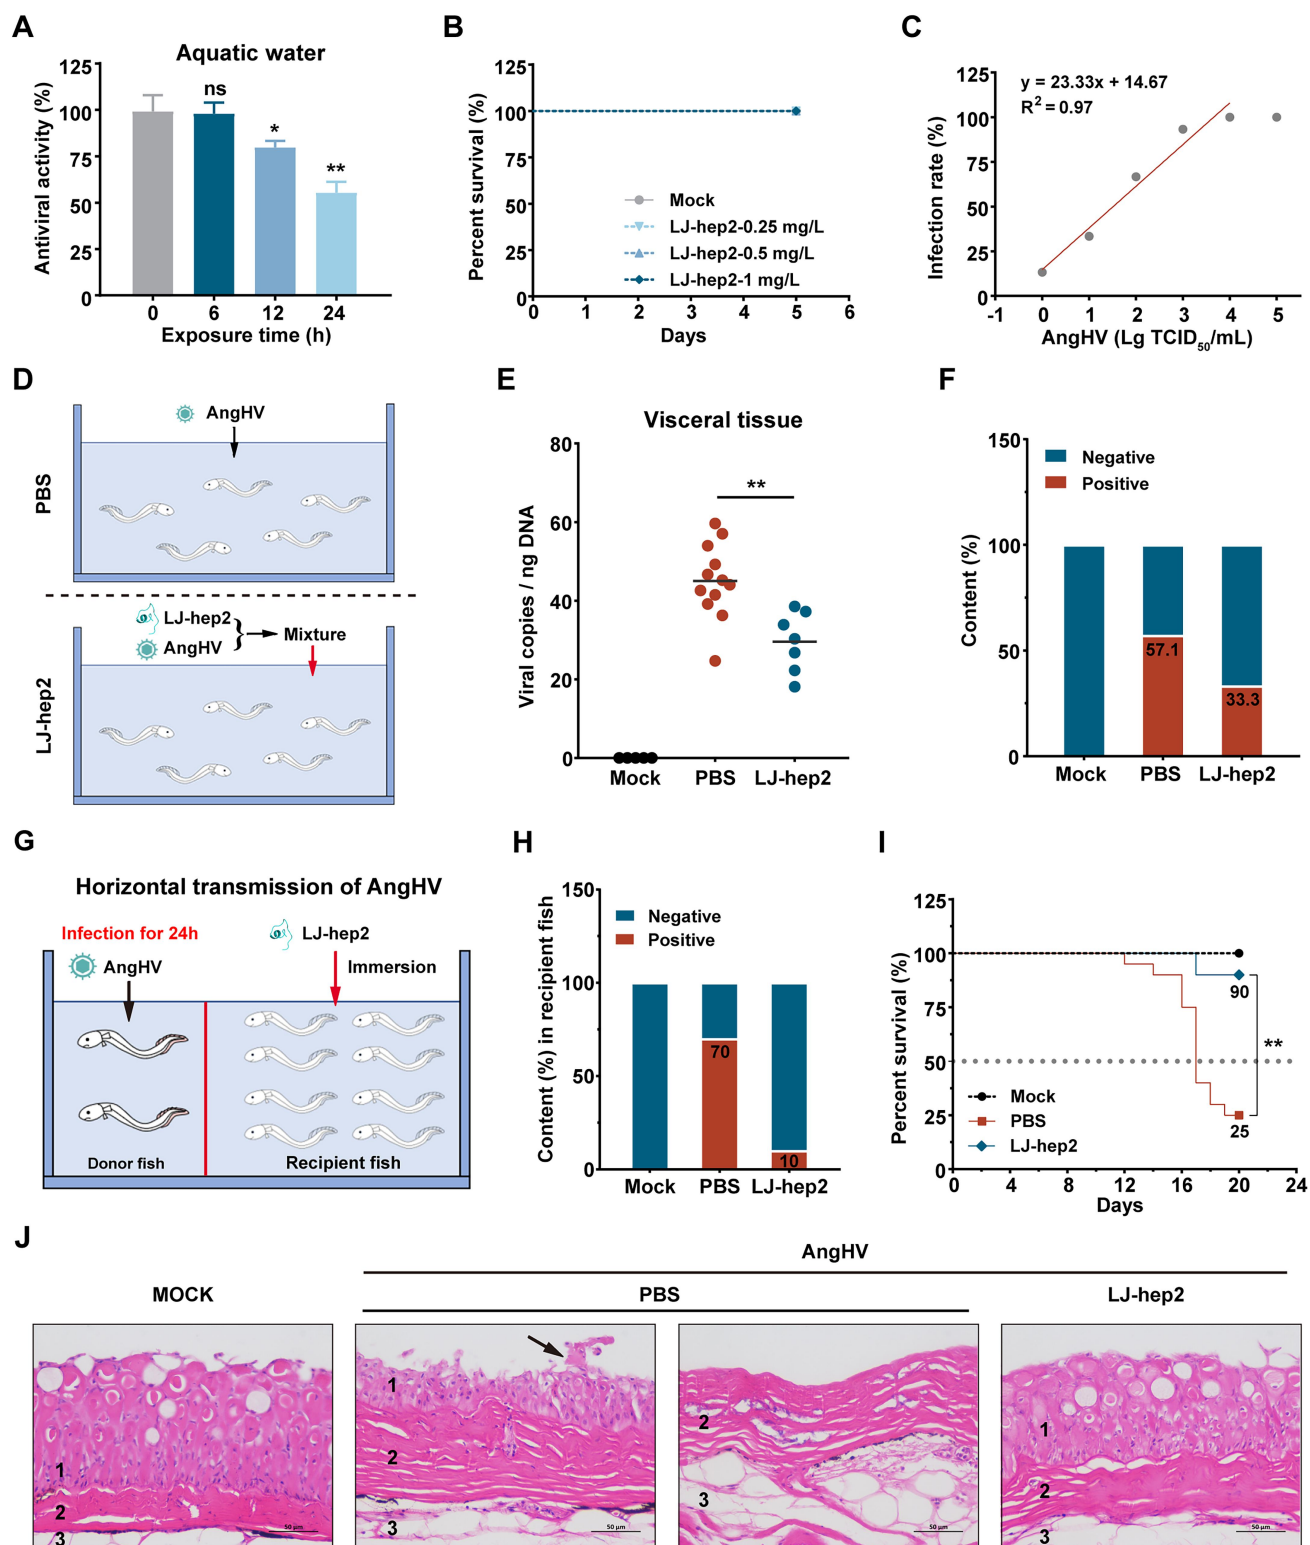 A
Aquatic water
Antiviral activity (%)
125
100
75
50
25
0
ns
*
**
0 6 12 24
Exposure time (h)
B
Percent survival (%)
125
100
75
50
25
0
Mock
LJ-hep2-0.25 mg/L
LJ-hep2-0.5 mg/L
LJ-hep2-1 mg/L
0 1 2 3 4 5 6
Days
C
Infection rate (%)
125
100
75
50
25
0
y = 23.33x + 14.67
R2 = 0.97
-1 0 1 2 3 4 5
AngHV (Lg TCID50/mL)
D
PBS
AngHV
LJ-hep2
LJ-hep2
AngHV
}
Mixture
E
Visceral tissue
Viral copies / ng DNA
80
60
40
20
0
**
Mock PBS LJ-hep2
F
Content (%)
150
100
50
0
Negative
Positive
57.1
33.3
Mock PBS LJ-hep2
G
Horizontal transmission of AngHV
Infection for 24h
AngHV
LJ-hep2
Immersion
Donor fish
Recipient fish
H
Content (%) in recipient fish
150
100
50
0
Negative
Positive
70
10
Mock PBS LJ-hep2
I
Percent survival (%)
125
100
75
50
25
0
90
**
25
Mock
PBS
LJ-hep2
0 4 8 12 16 20 24
Days
J
AngHV
MOCK PBS LJ-hep2
1
2
3
50 μm
1
2
3
50 μm
2
3
50 μm
1
2
3
50 μm